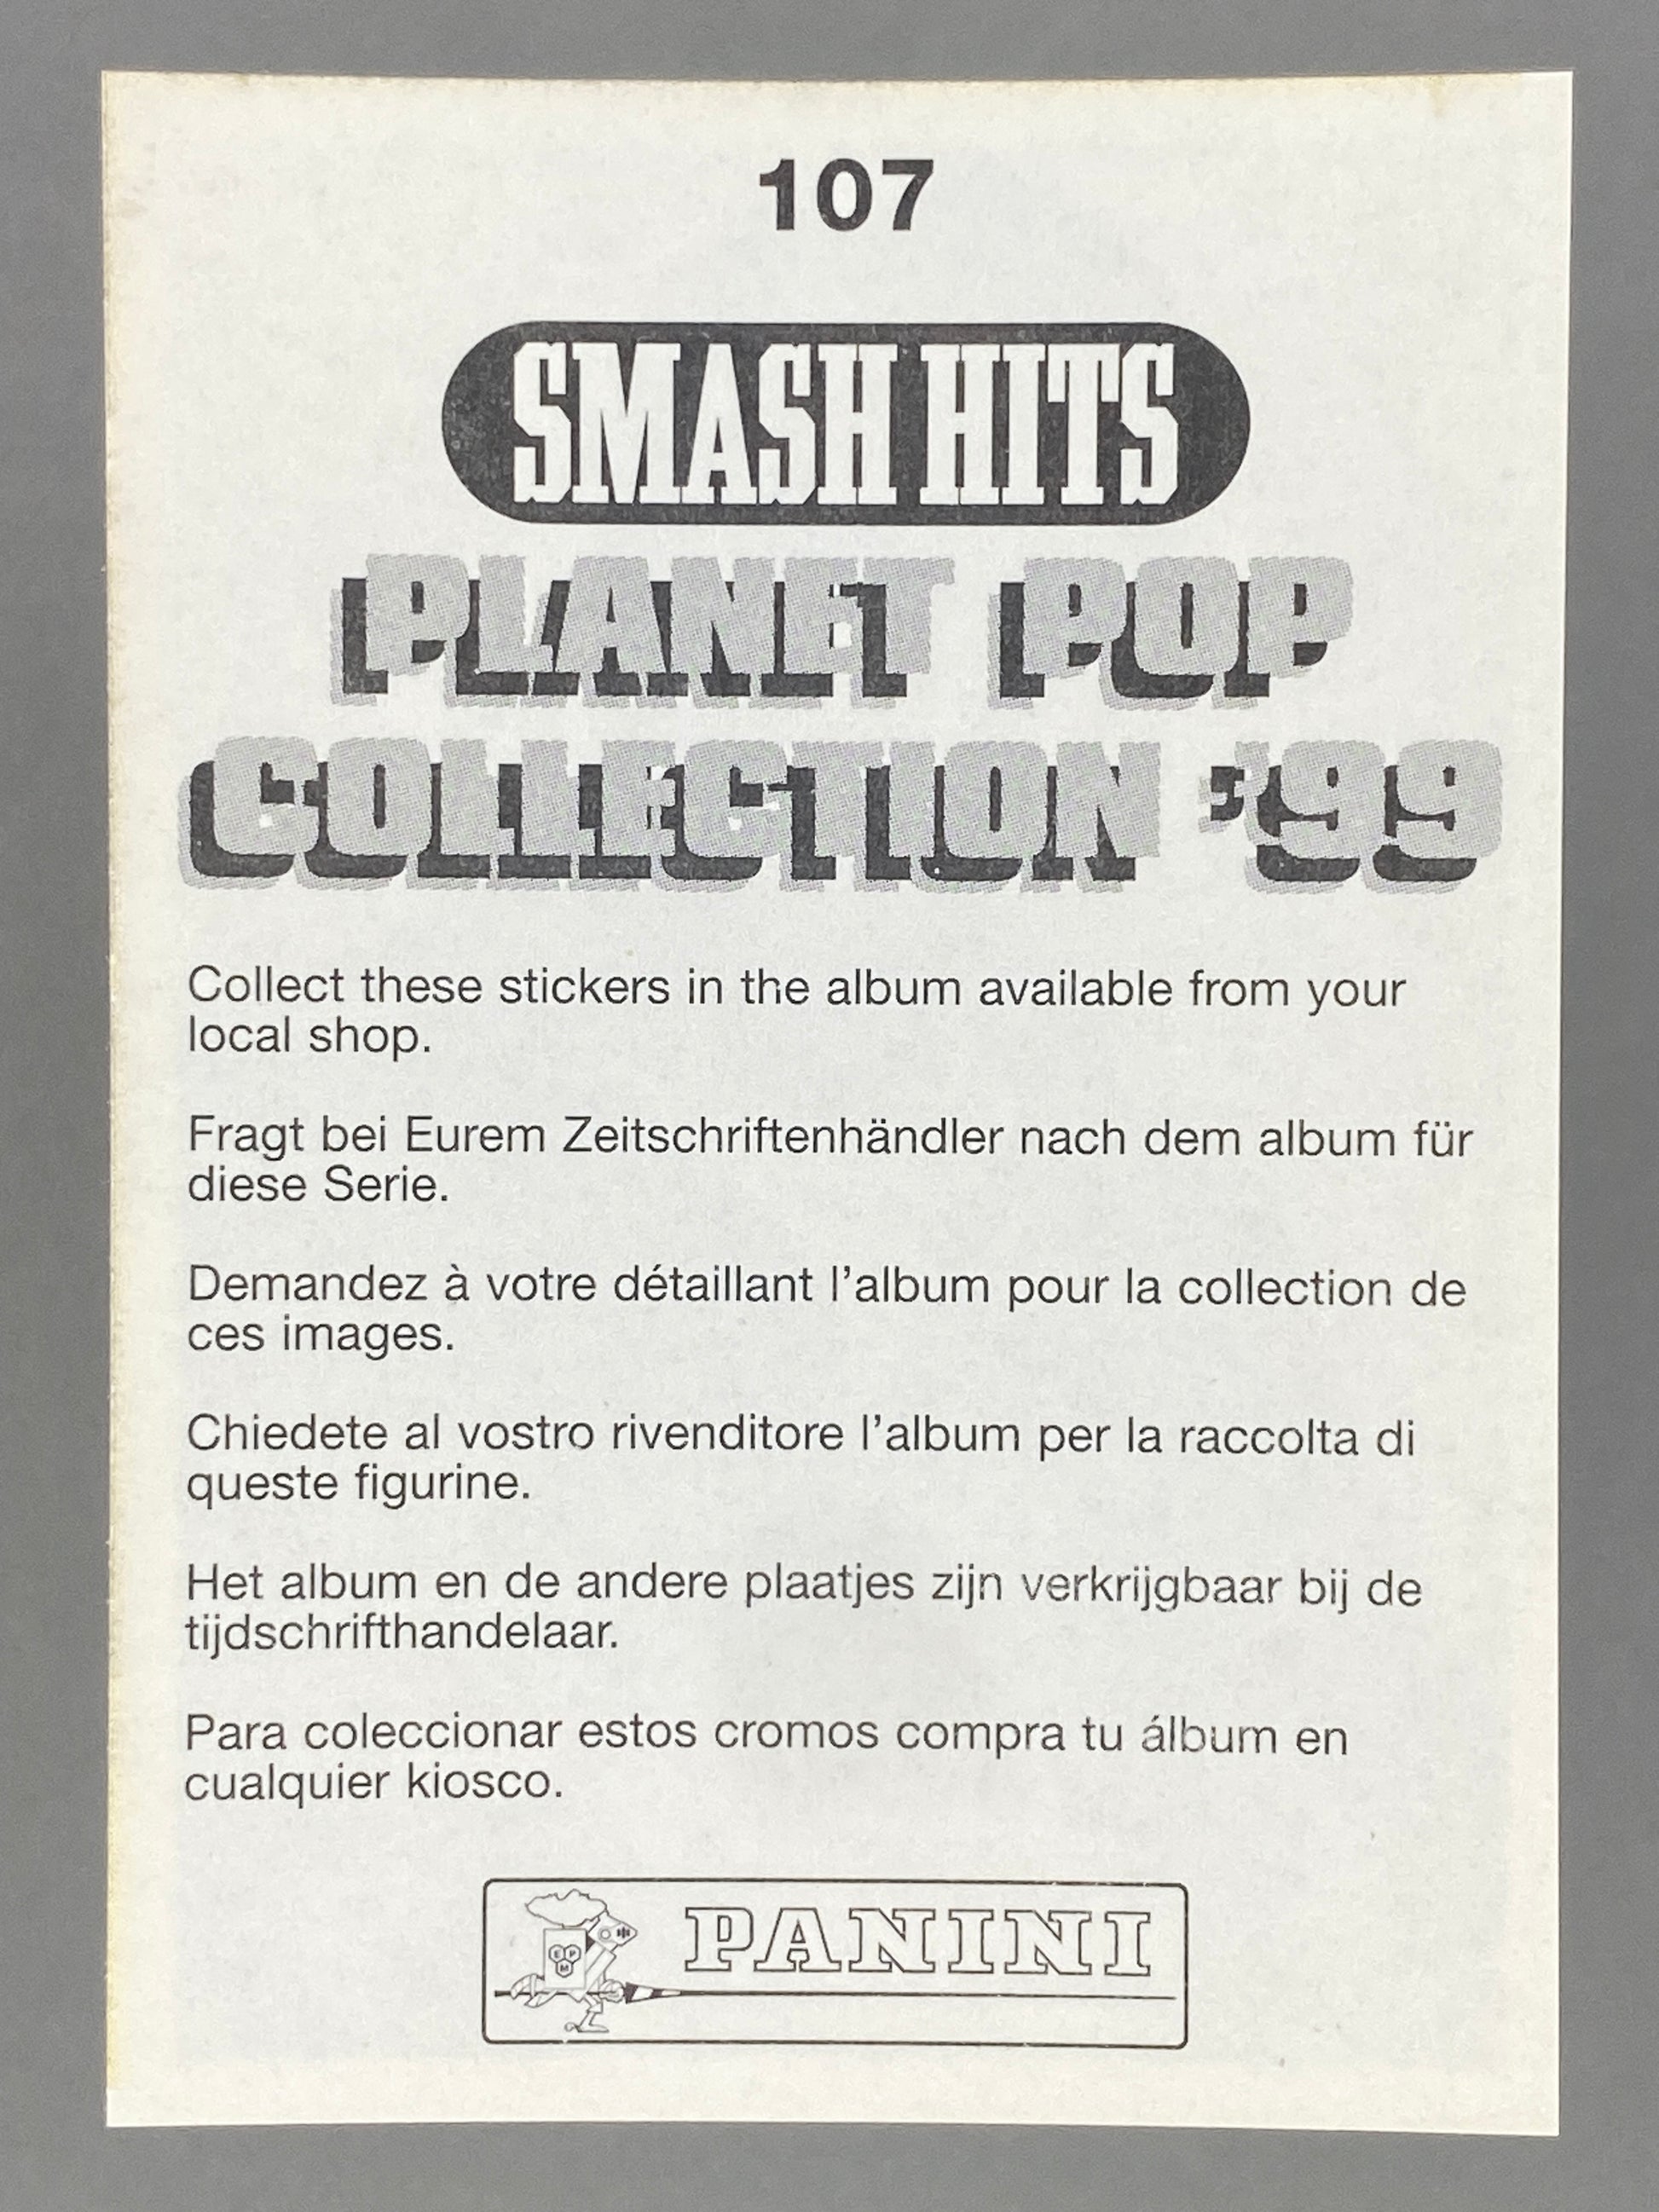 107
SMASH HITS
PLANET POP
COLLECTION '99
Collect these stickers in the album available from your
local shop.
Fragt bei Eurem Zeitschriftenhändler nach dem album für
diese Serie.
Demandez à votre détaillant l'album pour la collection de
ces images.
Chiedete al vostro rivenditore l'album per la raccolta di
queste figurine.
Het album en de andere plaatjes zijn verkrijgbaar bij de
tijdschrifthandelaar.
Para coleccionar estos cromos compra tu álbum en
cualquier kiosco.
E P M
PANINI